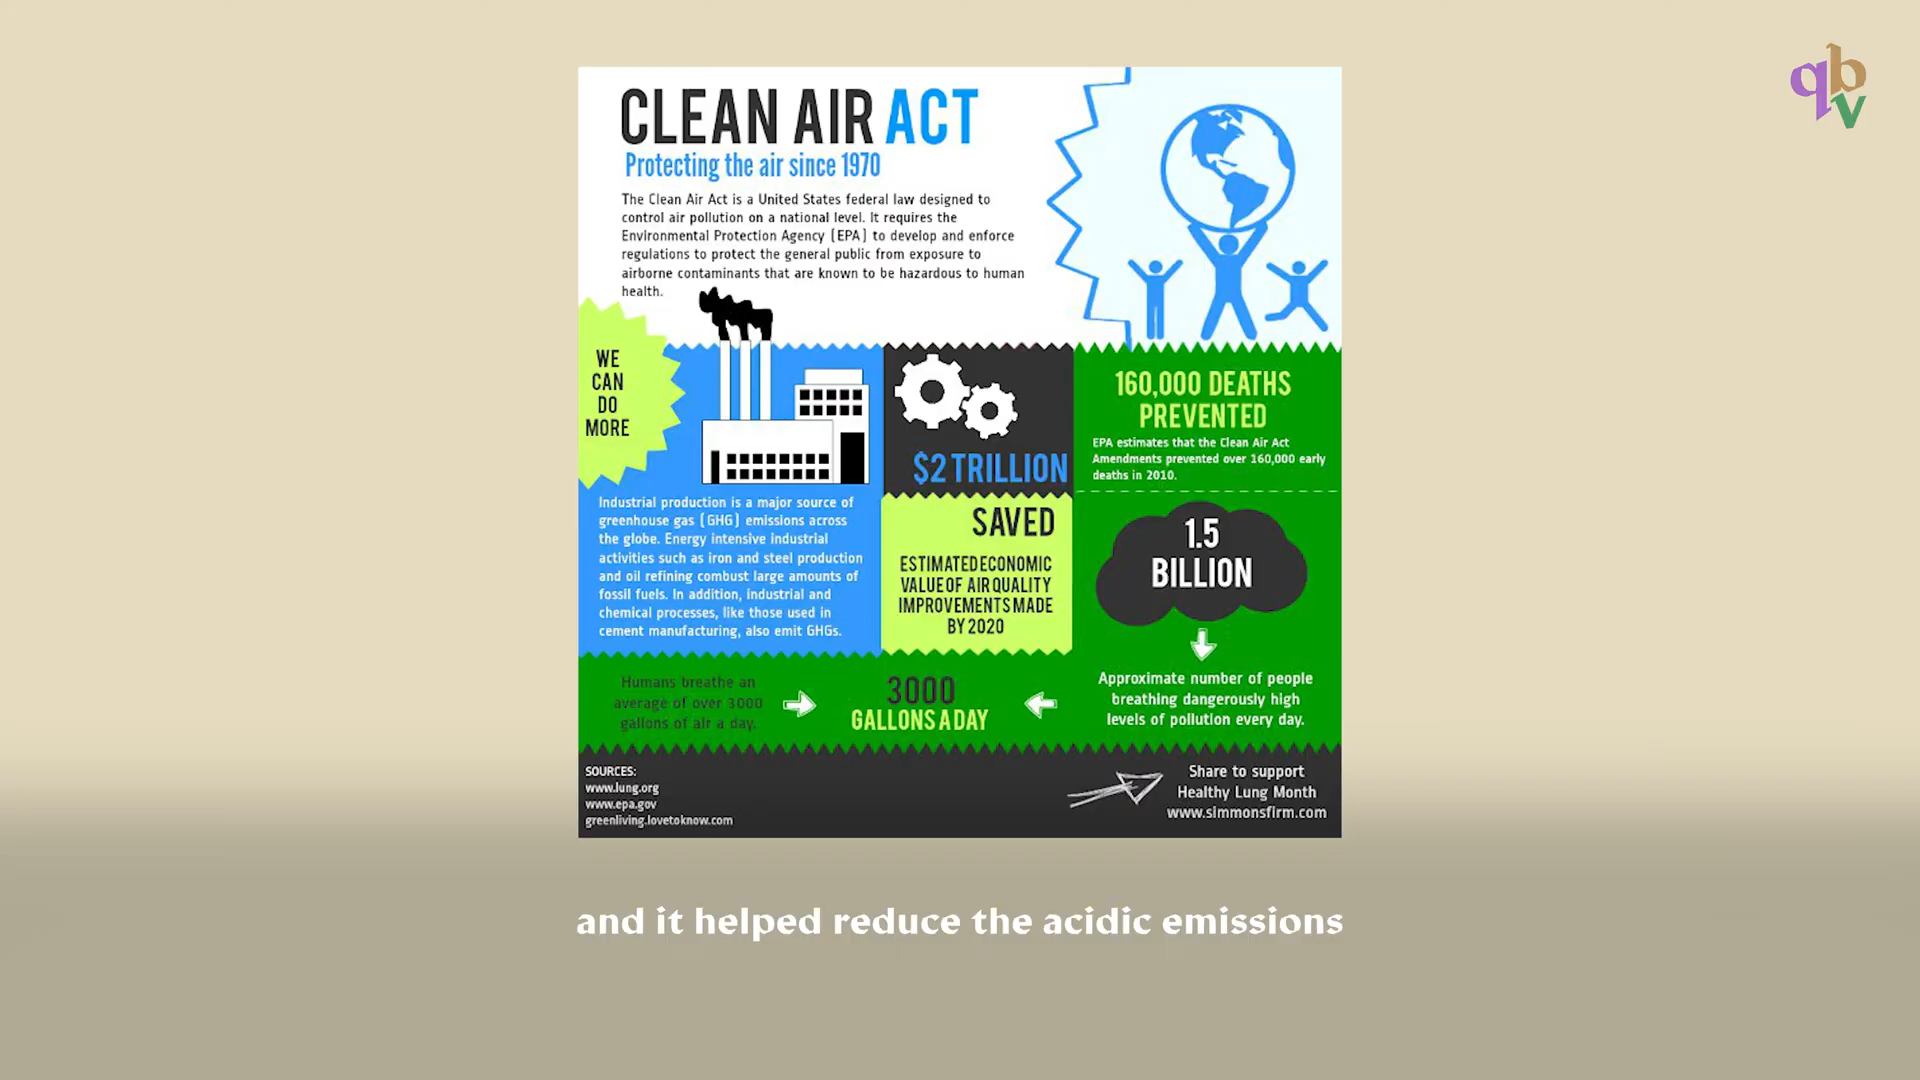 qbv
CLEAN AIR ACT
Protecting the air since 1970
The Clean Air Act is a United States federal law designed to
control air pollution on a national level. It requires the
Environmental Protection Agency (EPA) to develop and enforce
regulations to protect the general public from exposure to
airborne contaminants that are known to be hazardous to human
health.
WE
CAN
DO
MORE
Industrial production is a major source of
greenhouse gas (GHG) emissions across
the globe. Energy intensive industrial
activities such as iron and steel production
and oil refining combust large amounts of
fossil fuels. In addition, industrial and
chemical processes, like those used in
cement manufacturing, also emit GHGs.
$2 TRILLION
SAVED
ESTIMATED ECONOMIC
VALUE OF AIR QUALITY
IMPROVEMENTS MADE
BY 2020
160,000 DEATHS
PREVENTED
EPA estimates that the Clean Air Act
Amendments prevented over 160,000 early
deaths in 2010.
1.5
BILLION
Approximate number of people
breathing dangerously high
levels of pollution every day.
Humans breathe an
average of over 3000
gallons of air a day.
3000
GALLONS A DAY
SOURCES:
www.lung.org
www.epa.gov
greenliving.lovetoknow.com
Share to support
Healthy Lung Month
www.simmonsfirm.com
and it helped reduce the acidic emissions